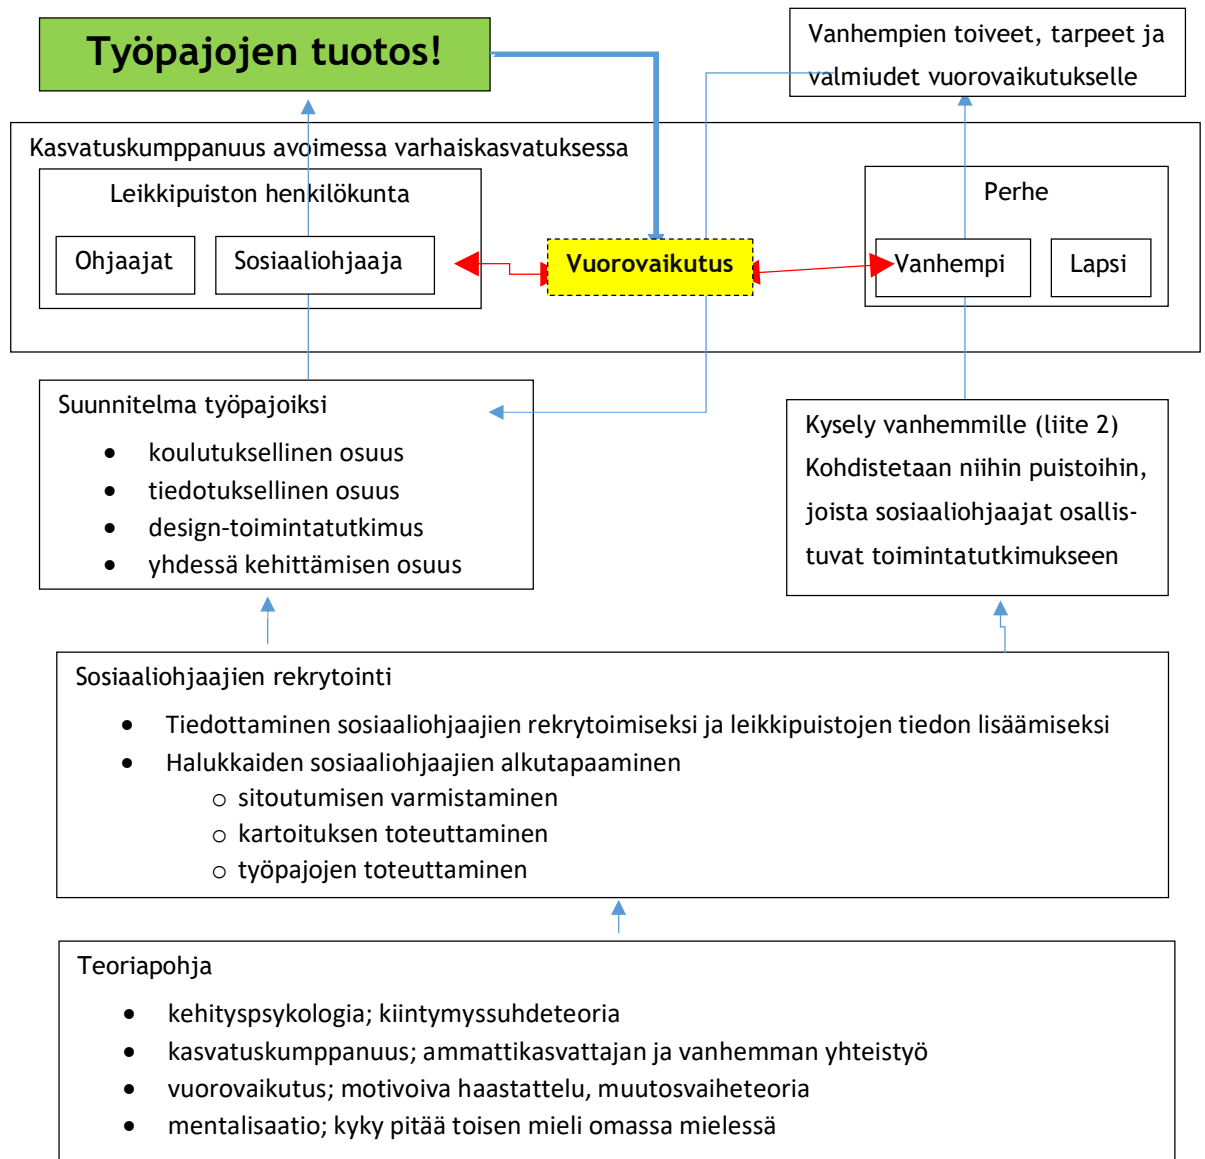 Työpajojen tuotos!
Vanhempien toiveet, tarpeet ja
valmiudet vuorovaikutukselle
Kasvatuskumppanuus avoimessa varhaiskasvatuksessa
Leikkipuiston henkilökunta
Ohjaajat
Sosiaaliohjaaja
Vuorovaikutus
Perhe
Vanhempi
Lapsi
Suunnitelma työpajoiksi
• koulutuksellinen osuus
• tiedotuksellinen osuus
• design-toimintatutkimus
• yhdessä kehittämisen osuus
Kysely vanhemmille (liite 2)
Kohdistetaan niihin puistoihin,
joista sosiaaliohjaajat osallis-
tuvat toimintatutkimukseen
Sosiaaliohjaajien rekrytointi
• Tiedottaminen sosiaaliohjaajien rekrytoimiseksi ja leikkipuistojen tiedon lisäämiseksi
• Halukkaiden sosiaaliohjaajien alkutapaaminen
○ sitoutumisen varmistaminen
○ kartoituksen toteuttaminen
○ työpajojen toteuttaminen
Teoriapohja
• kehityspsykologia; kiintymyssuhdeteoria
• kasvatuskumppanuus; ammattikasvattajan ja vanhemman yhteistyö
• vuorovaikutus; motivoiva haastattelu, muutosvaiheteoria
• mentalisaatio; kyky pitää toisen mieli omassa mielessä